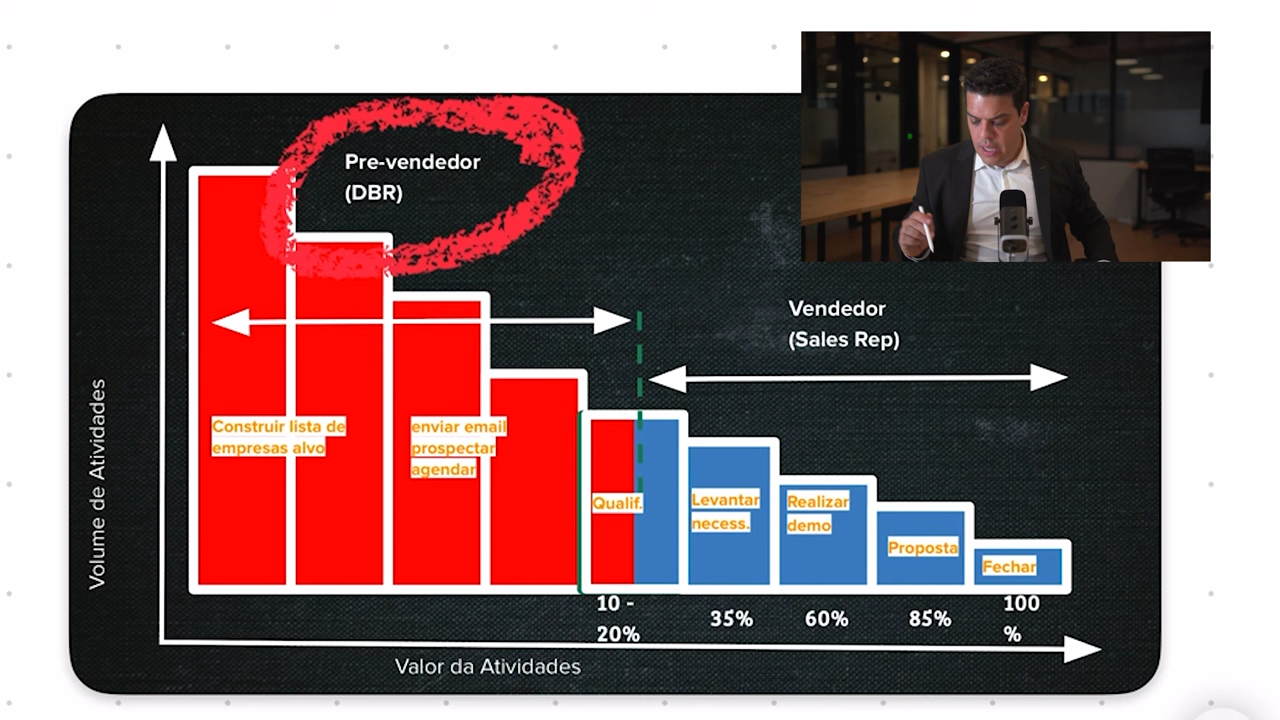 Pre-vendedor
(DBR)
Vendedor
(Sales Rep)
Volume de Atividades
Construir lista de
empresas alvo
enviar email
prospectar
agendar
Qualif.
Levantar
necess.
Realizar
demo
Proposta
Fechar
10 -
20%
35%
60%
85%
100
%
Valor da Atividades